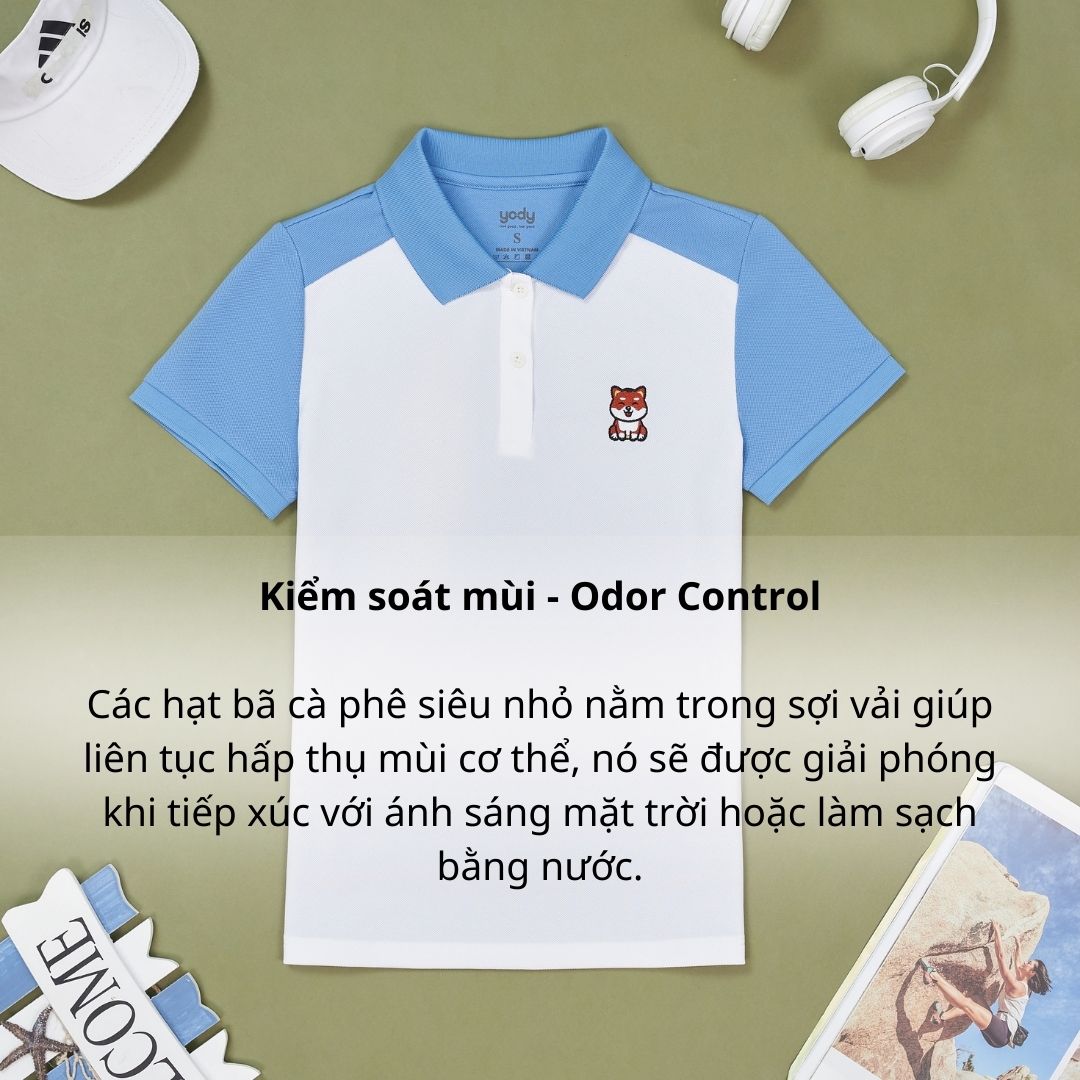 yody
S
MADE IN VIETNAM
Kiểm soát mùi - Odor Control
Các hạt bã cà phê siêu nhỏ nằm trong sợi vải giúp
liên tục hấp thụ mùi cơ thể, nó sẽ được giải phóng
khi tiếp xúc với ánh sáng mặt trời hoặc làm sạch
bằng nước.